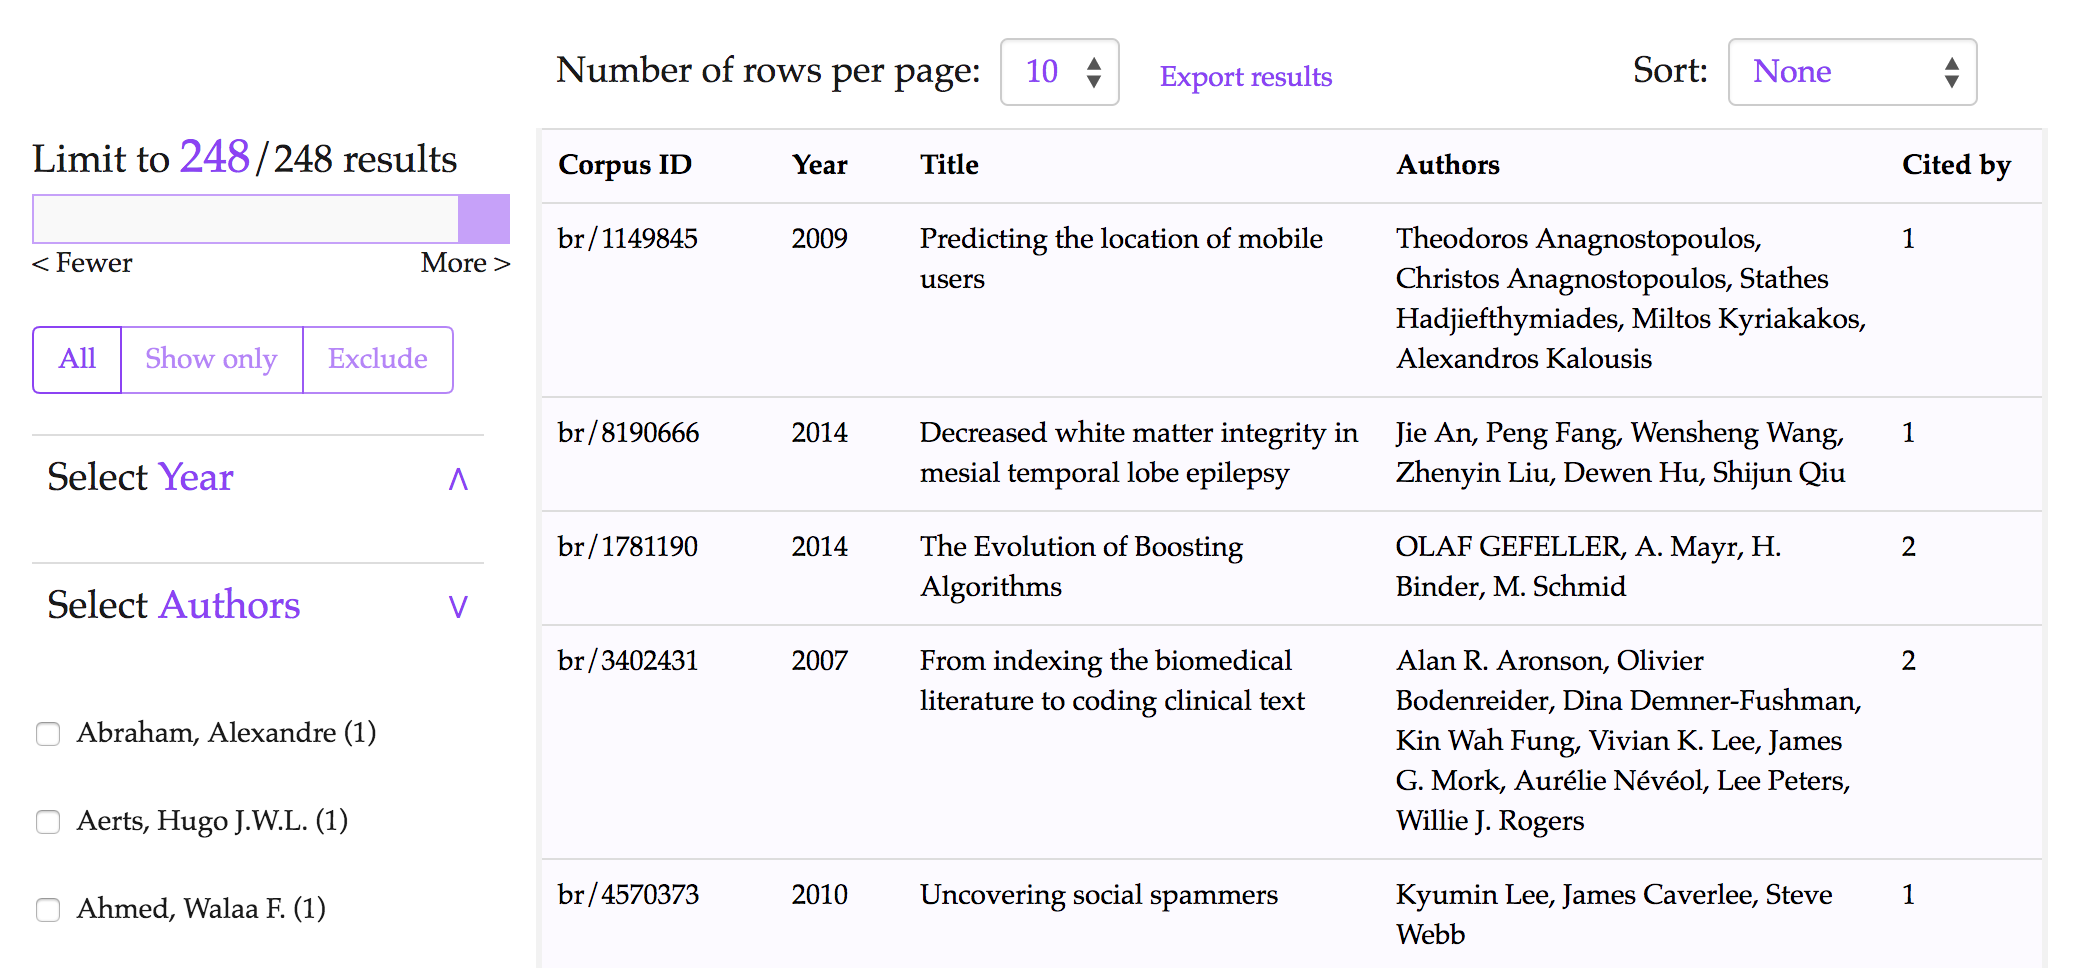 Number of rows per page: 10 Export results Sort: None
Limit to 248/248 results
< Fewer More >
All Show only Exclude
Select Year
Select Authors
Abraham, Alexandre (1)
Aerts, Hugo J.W.L. (1)
Ahmed, Walaa F. (1)
Corpus ID Year Title Authors Cited by
br/1149845 2009 Predicting the location of mobile Theodoros Anagnostopoulos, 1
users Christos Anagnostopoulos, Stathes
Hadjiefthymiades, Miltos Kyriakakos,
Alexandros Kalousis
br/8190666 2014 Decreased white matter integrity in Jie An, Peng Fang, Wensheng Wang, 1
mesial temporal lobe epilepsy Zhenyin Liu, Dewen Hu, Shijun Qiu
br/1781190 2014 The Evolution of Boosting OLAF GEFELLER, A. Mayr, H. 2
Algorithms Binder, M. Schmid
br/3402431 2007 From indexing the biomedical Alan R. Aronson, Olivier 2
literature to coding clinical text Bodenreider, Dina Demner-Fushman,
Kin Wah Fung, Vivian K. Lee, James
G. Mork, Aurélie Névéol, Lee Peters,
Willie J. Rogers
br/4570373 2010 Uncovering social spammers Kyumin Lee, James Caverlee, Steve 1
Webb